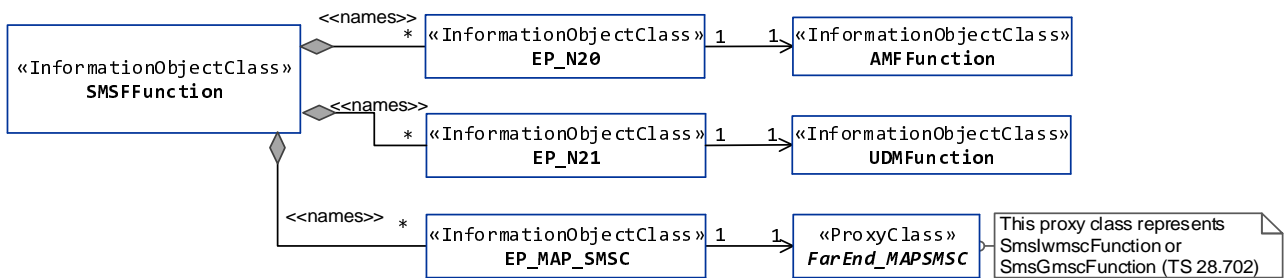 <<names>>
*
«InformationObjectClass»
EP_N20
1
1
«InformationObjectClass»
AMFFunction
«InformationObjectClass»
SMSFFunction
<<names>>
*
«InformationObjectClass»
EP_N21
1
1
«InformationObjectClass»
UDMFunction
<<names>>
*
«InformationObjectClass»
EP_MAP_SMSC
1
1
«ProxyClass»
FarEnd_MAPSMSC
This proxy class represents
SmsIwmscFunction or
SmsGmscFunction (TS 28.702)